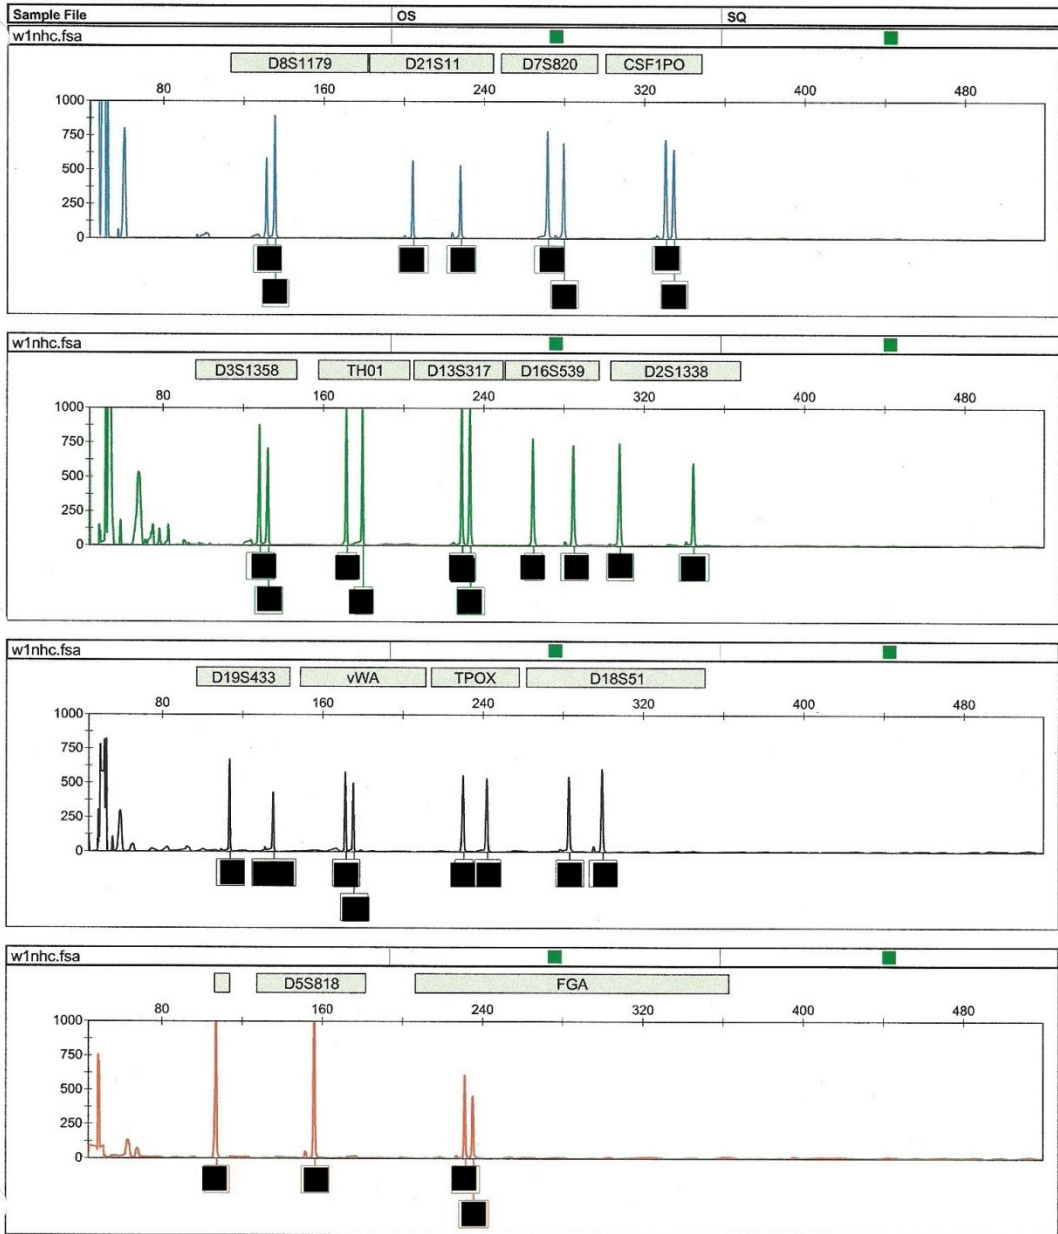 Sample File OS SQ
w1nhc.fsa
D8S1179 D21S11 D7S820 CSF1PO
80 160 240 320 400 480
1000
750
500
250
0
w1nhc.fsa
D3S1358 TH01 D13S317 D16S539 D2S1338
80 160 240 320 400 480
1000
750
500
250
0
w1nhc.fsa
D19S433 vWA TPOX D18S51
80 160 240 320 400 480
1000
750
500
250
0
w1nhc.fsa
D5S818 FGA
80 160 240 320 400 480
1000
750
500
250
0